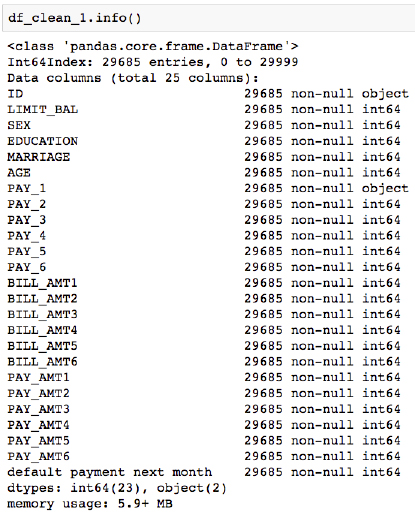 df_clean_1.info()
<class 'pandas.core.frame.DataFrame'>
Int64Index: 29685 entries, 0 to 29999
Data columns (total 25 columns):
ID                            29685 non-null object
LIMIT_BAL                     29685 non-null int64
SEX                           29685 non-null int64
EDUCATION                     29685 non-null int64
MARRIAGE                      29685 non-null int64
AGE                           29685 non-null int64
PAY_1                         29685 non-null object
PAY_2                         29685 non-null int64
PAY_3                         29685 non-null int64
PAY_4                         29685 non-null int64
PAY_5                         29685 non-null int64
PAY_6                         29685 non-null int64
BILL_AMT1                     29685 non-null int64
BILL_AMT2                     29685 non-null int64
BILL_AMT3                     29685 non-null int64
BILL_AMT4                     29685 non-null int64
BILL_AMT5                     29685 non-null int64
BILL_AMT6                     29685 non-null int64
PAY_AMT1                      29685 non-null int64
PAY_AMT2                      29685 non-null int64
PAY_AMT3                      29685 non-null int64
PAY_AMT4                      29685 non-null int64
PAY_AMT5                      29685 non-null int64
PAY_AMT6                      29685 non-null int64
default payment next month    29685 non-null int64
dtypes: int64(23), object(2)
memory usage: 5.9+ MB